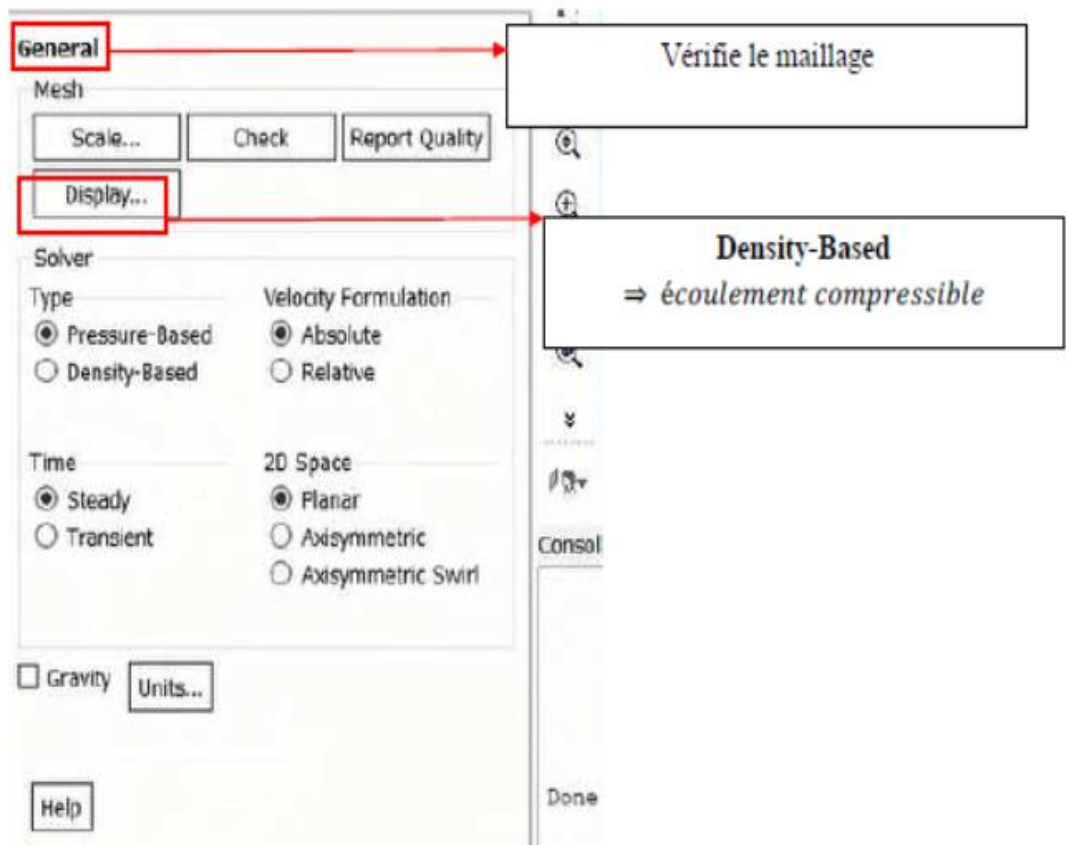 General
Vérifie le maillage
Mesh
Scale... Check Report Quality
Display...
Density-Based
⇒ écoulement compressible
Solver
Type Velocity Formulation
Pressure-Based Absolute
Density-Based Relative
Time 2D Space
Steady Planar
Transient Axisymmetric
Axisymmetric Swirl
Consol
Gravity Units...
Help
Done